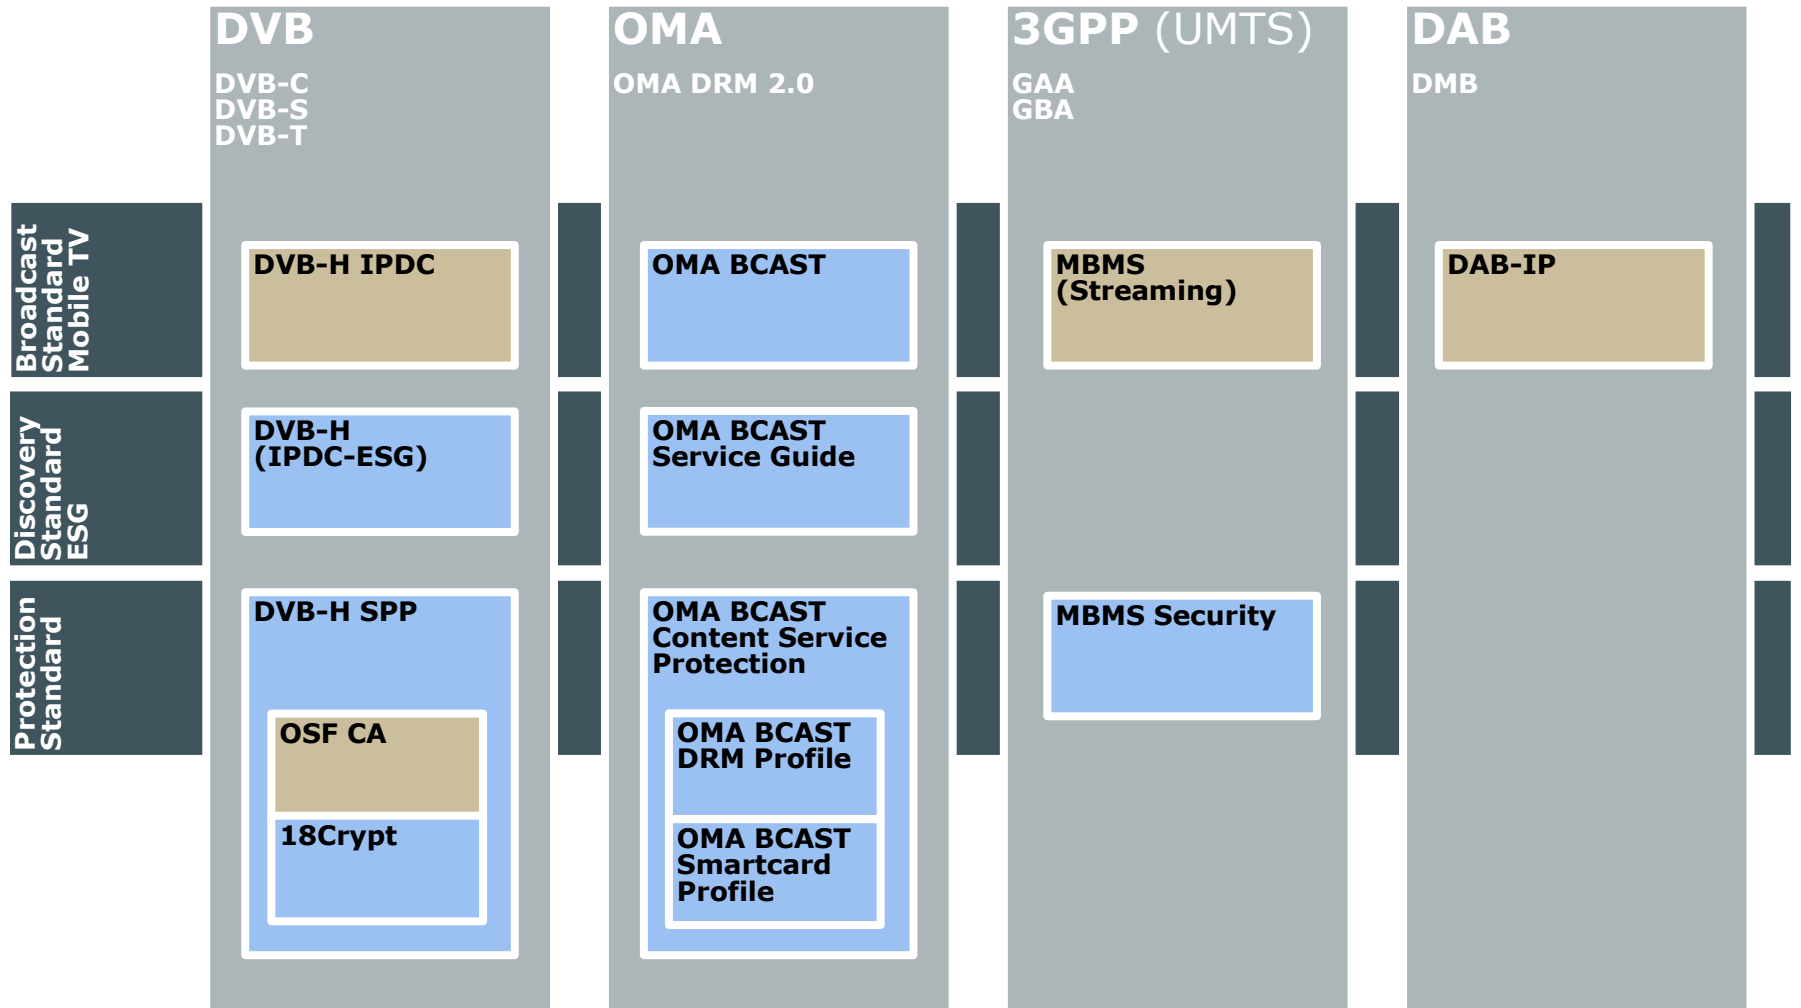 DVB
DVB-C
DVB-S
DVB-T
OMA
OMA DRM 2.0
3GPP (UMTS)
GAA
GBA
DAB
DMB
Broadcast
Standard
Mobile TV
DVB-H IPDC
OMA BCAST
MBMS
(Streaming)
DAB-IP
Discovery
Standard
ESG
DVB-H
(IPDC-ESG)
OMA BCAST
Service Guide
Protection
Standard
DVB-H SPP
OSF CA
18Crypt
OMA BCAST
Content Service
Protection
OMA BCAST
DRM Profile
OMA BCAST
Smartcard
Profile
MBMS Security